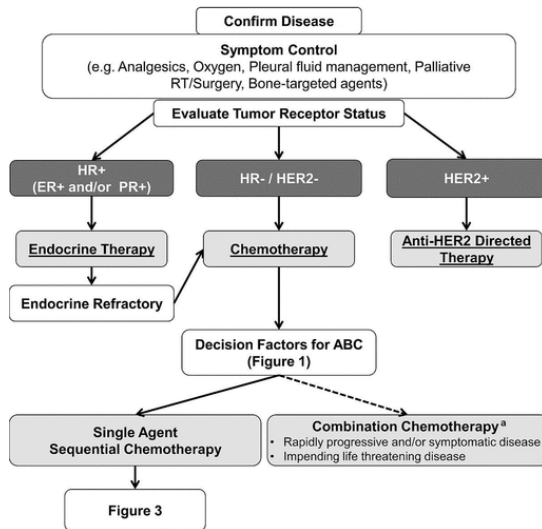 Confirm Disease
Symptom Control
(e.g. Analgesics, Oxygen, Pleural fluid management, Palliative
RT/Surgery, Bone-targeted agents)
Evaluate Tumor Receptor Status
HR+
(ER+ and/or PR+)
HR- / HER2-
HER2+
Endocrine Therapy
Chemotherapy
Anti-HER2 Directed
Therapy
Endocrine Refractory
Decision Factors for ABC
(Figure 1)
Single Agent
Sequential Chemotherapy
Combination Chemotherapy a
• Rapidly progressive and/or symptomatic disease
• Impending life threatening disease
Figure 3